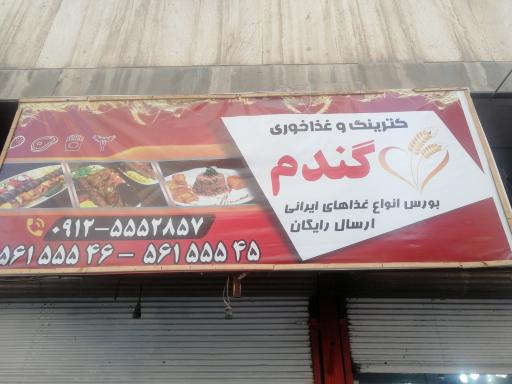 کترینگ و غذاخوری
گندم
بورس انواع غذاهای ایرانی
ارسال رایگان
۰۹۱۲-۵۵۵۲۸۵۷
۵۶۱۵۵۵۴۶ - ۵۶۱۵۵۵۴۵